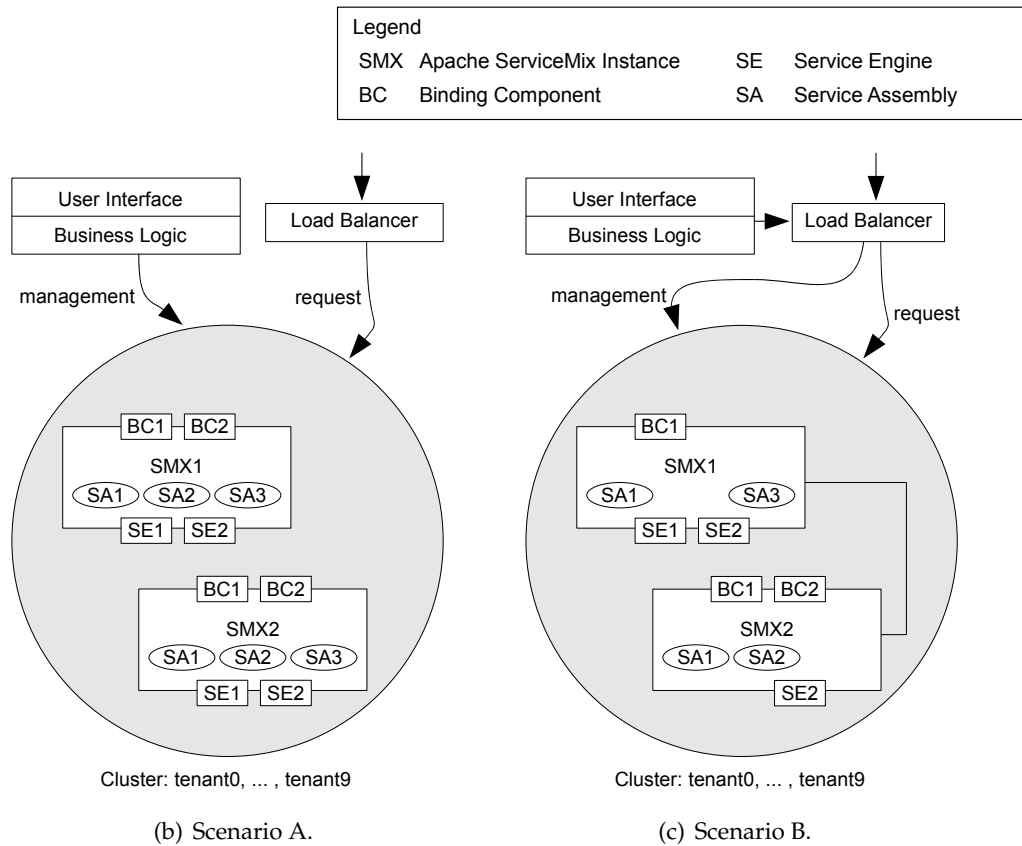 Legend
SMX Apache ServiceMix Instance SE Service Engine
BC Binding Component SA Service Assembly
User Interface
Business Logic
Load Balancer
management
request
BC1 BC2
SMX1
SA1 SA2 SA3
SE1 SE2
BC1 BC2
SMX2
SA1 SA2 SA3
SE1 SE2
Cluster: tenant0, ... , tenant9
(b) Scenario A.
User Interface
Business Logic
Load Balancer
management
request
BC1
SMX1
SA1 SA3
SE1 SE2
BC1 BC2
SMX2
SA1 SA2
SE2
Cluster: tenant0, ... , tenant9
(c) Scenario B.